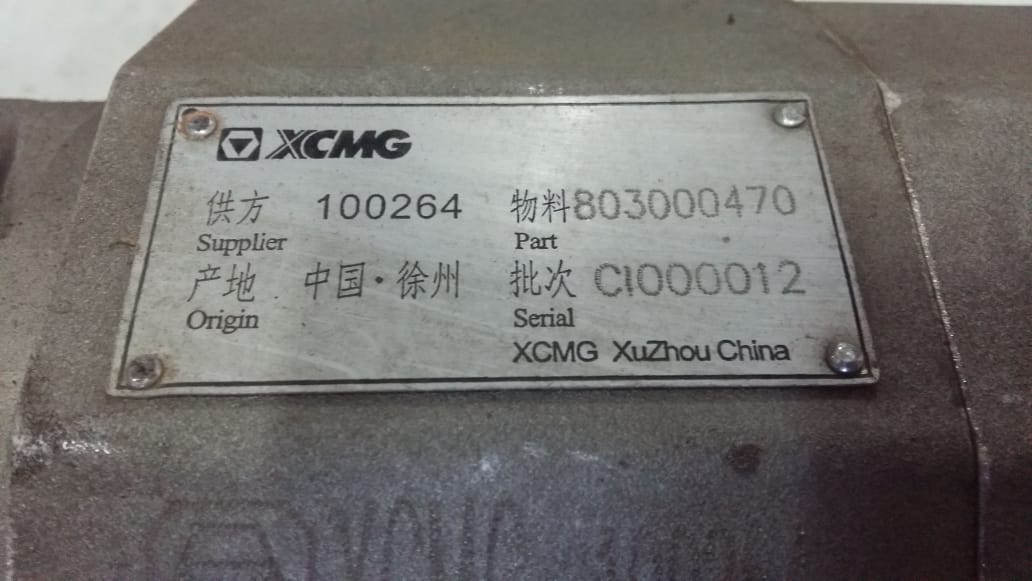 XCMG
供方 100264 物料803000470
Supplier Part
产地 中国·徐州 批次 CI000012
Origin Serial
XCMG XuZhou China
XCMG